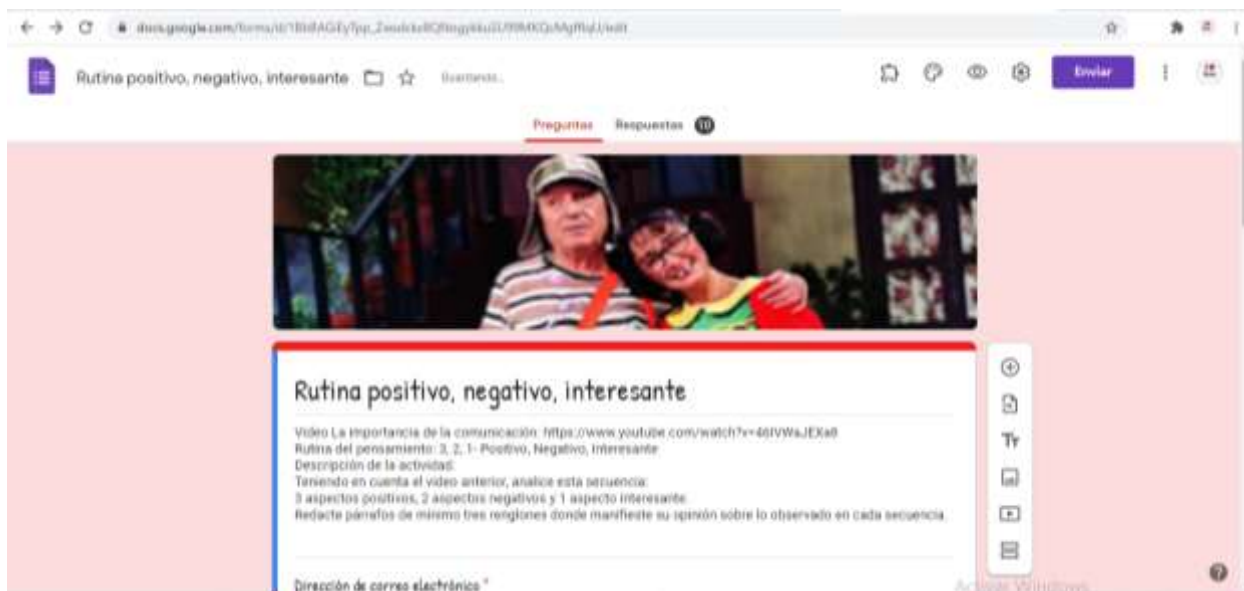 Rutina positivo, negativo, interesante
Enviar
Preguntas Respuestas 10
Rutina positivo, negativo, interesante
Video La importancia de la comunicación: https://www.youtube.com/watch?v=
Rutina del pensamiento: 3, 2, 1- Positivo, Negativo, Interesante
Descripción de la actividad:
Teniendo en cuenta el video anterior, analice esta secuencia:
3 aspectos positivos, 2 aspectos negativos y 1 aspecto interesante.
Redacte párrafos de mínimo tres renglones donde manifieste su opinión sobre lo observado en cada secuencia.
Dirección de correo electrónico *
Activar Windows